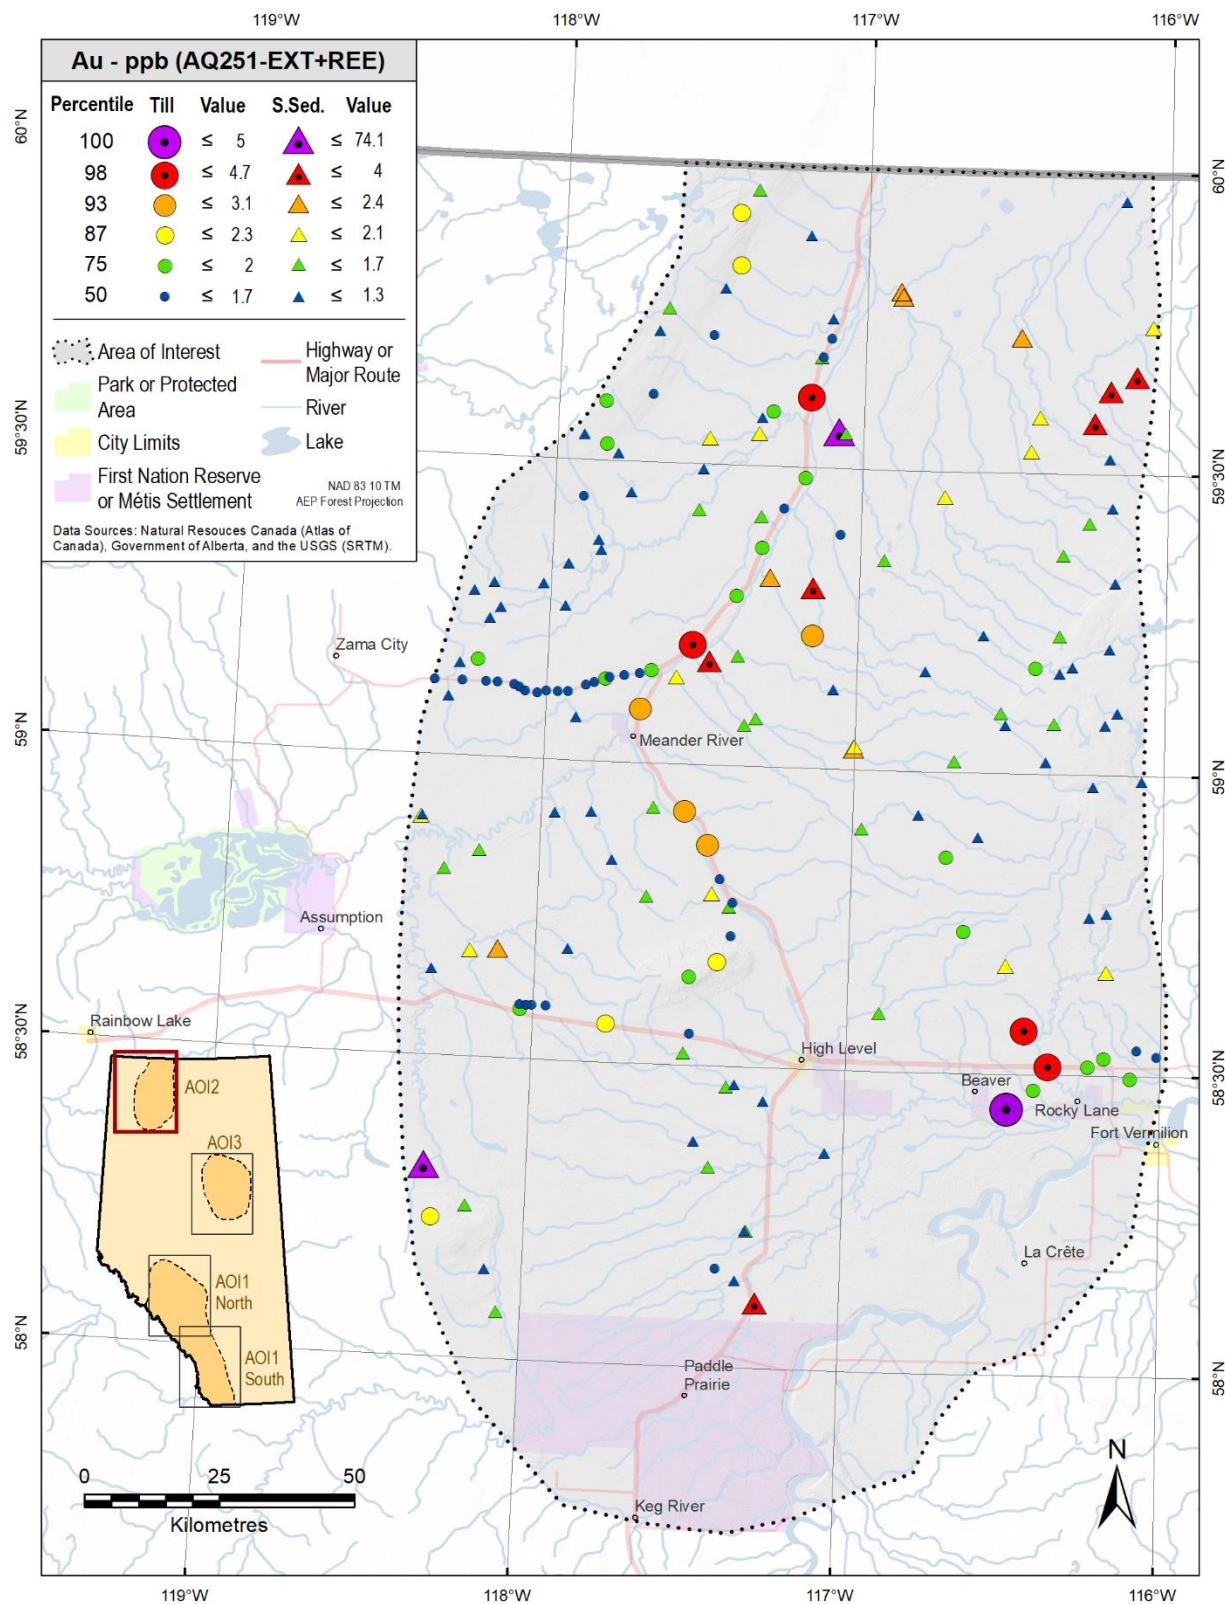 119°W 118°W 117°W 116°W
Au - ppb (AQ251-EXT+REE)
Percentile Till Value S.Sed. Value
100 ≤ 5 ≤ 74.1
98 ≤ 4.7 ≤ 4
93 ≤ 3.1 ≤ 2.4
87 ≤ 2.3 ≤ 2.1
75 ≤ 2 ≤ 1.7
50 ≤ 1.7 ≤ 1.3
Area of Interest
Park or Protected
Area
City Limits
First Nation Reserve
or Métis Settlement
Highway or
Major Route
River
Lake
NAD 83 10 TM
AEP Forest Projection
Data Sources: Natural Resouces Canada (Atlas of
Canada), Government of Alberta, and the USGS (SRTM).
60°N
60°N
59°30'N
59°30'N
Zama City
59°N
Meander River
59°N
Assumption
58°30'N
Rainbow Lake
High Level
58°30'N
Beaver
Rocky Lane
Fort Vermilion
La Crête
58°N
58°N
Paddle
Prairie
Keg River
AOI2
AOI3
AOI1
North
AOI1
South
0 25 50
Kilometres
N
119°W 118°W 117°W 116°W